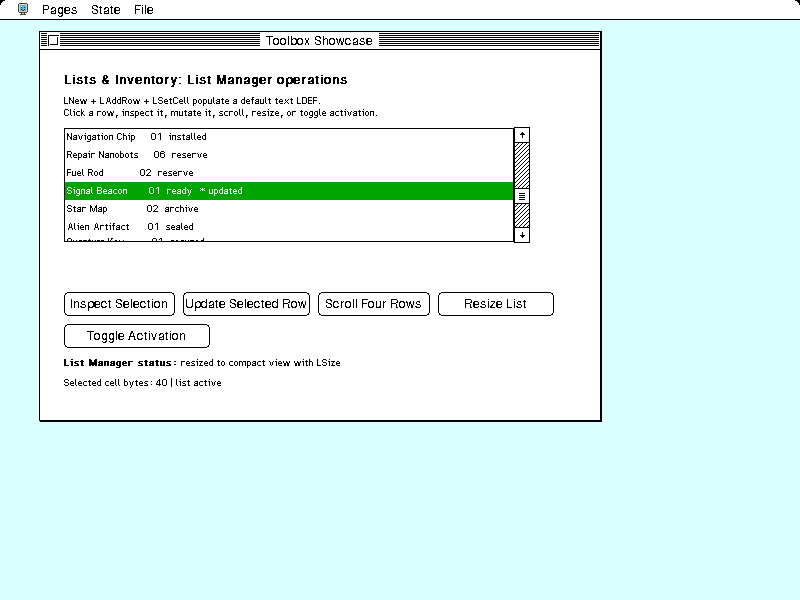 Pages State File
Toolbox Showcase
Lists & Inventory: List Manager operations
LNew + LAddRow + LSetCell populate a default text LDEF.
Click a row, inspect it, mutate it, scroll, resize, or toggle activation.
Navigation Chip 01 installed
Repair Nanobots 06 reserve
Fuel Rod 02 reserve
Signal Beacon 01 ready * updated
Star Map 02 archive
Alien Artifact 01 sealed
Inspect Selection Update Selected Row Scroll Four Rows Resize List
Toggle Activation
List Manager status: resized to compact view with LSize
Selected cell bytes: 40 | list active